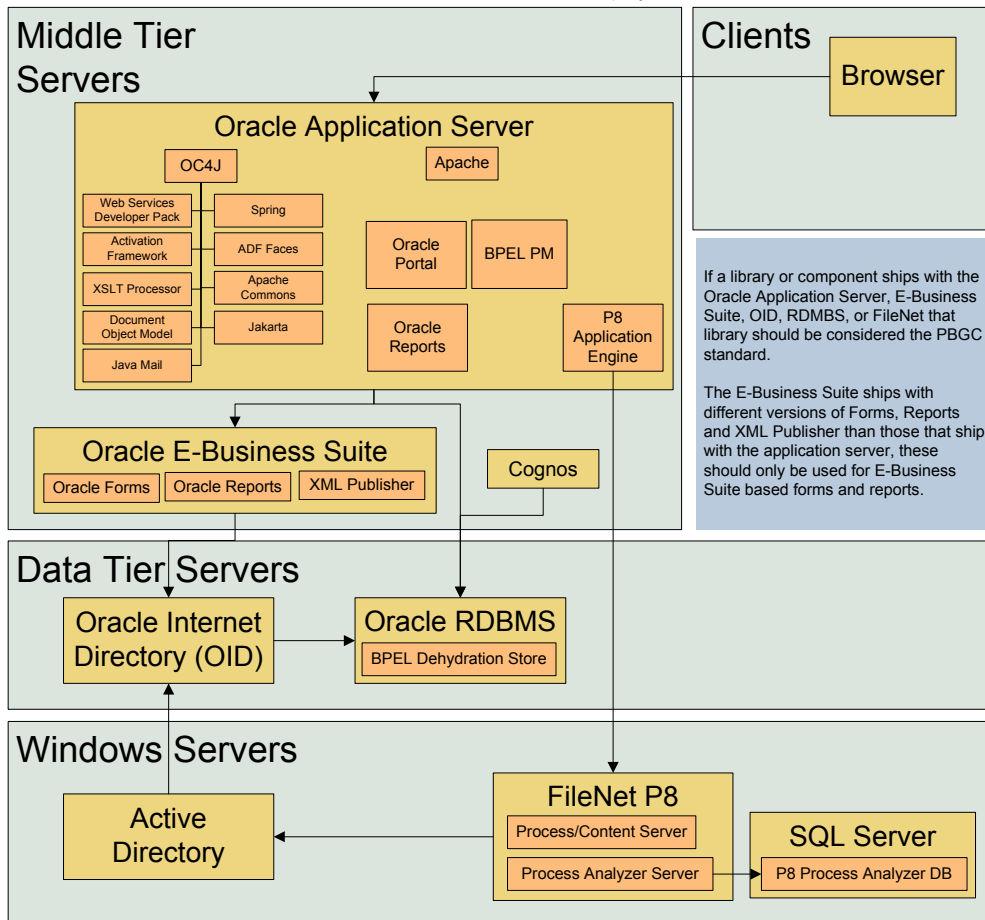 Middle Tier
Servers
Clients
Browser
Oracle Application Server
OC4J
Apache
Web Services
Developer Pack
Spring
Activation
Framework
ADF Faces
XSLT Processor
Apache
Commons
Document
Object Model
Jakarta
Java Mail
Oracle
Portal
BPEL PM
Oracle
Reports
P8
Application
Engine
If a library or component ships with the
Oracle Application Server, E-Business
Suite, OID, RDMBS, or FileNet that
library should be considered the PBGC
standard.
The E-Business Suite ships with
different versions of Forms, Reports
and XML Publisher than those that ship
with the application server, these
should only be used for E-Business
Suite based forms and reports.
Oracle E-Business Suite
Oracle Forms
Oracle Reports
XML Publisher
Cognos
Data Tier Servers
Oracle Internet
Directory (OID)
Oracle RDBMS
BPEL Dehydration Store
Windows Servers
Active
Directory
FileNet P8
Process/Content Server
Process Analyzer Server
SQL Server
P8 Process Analyzer DB